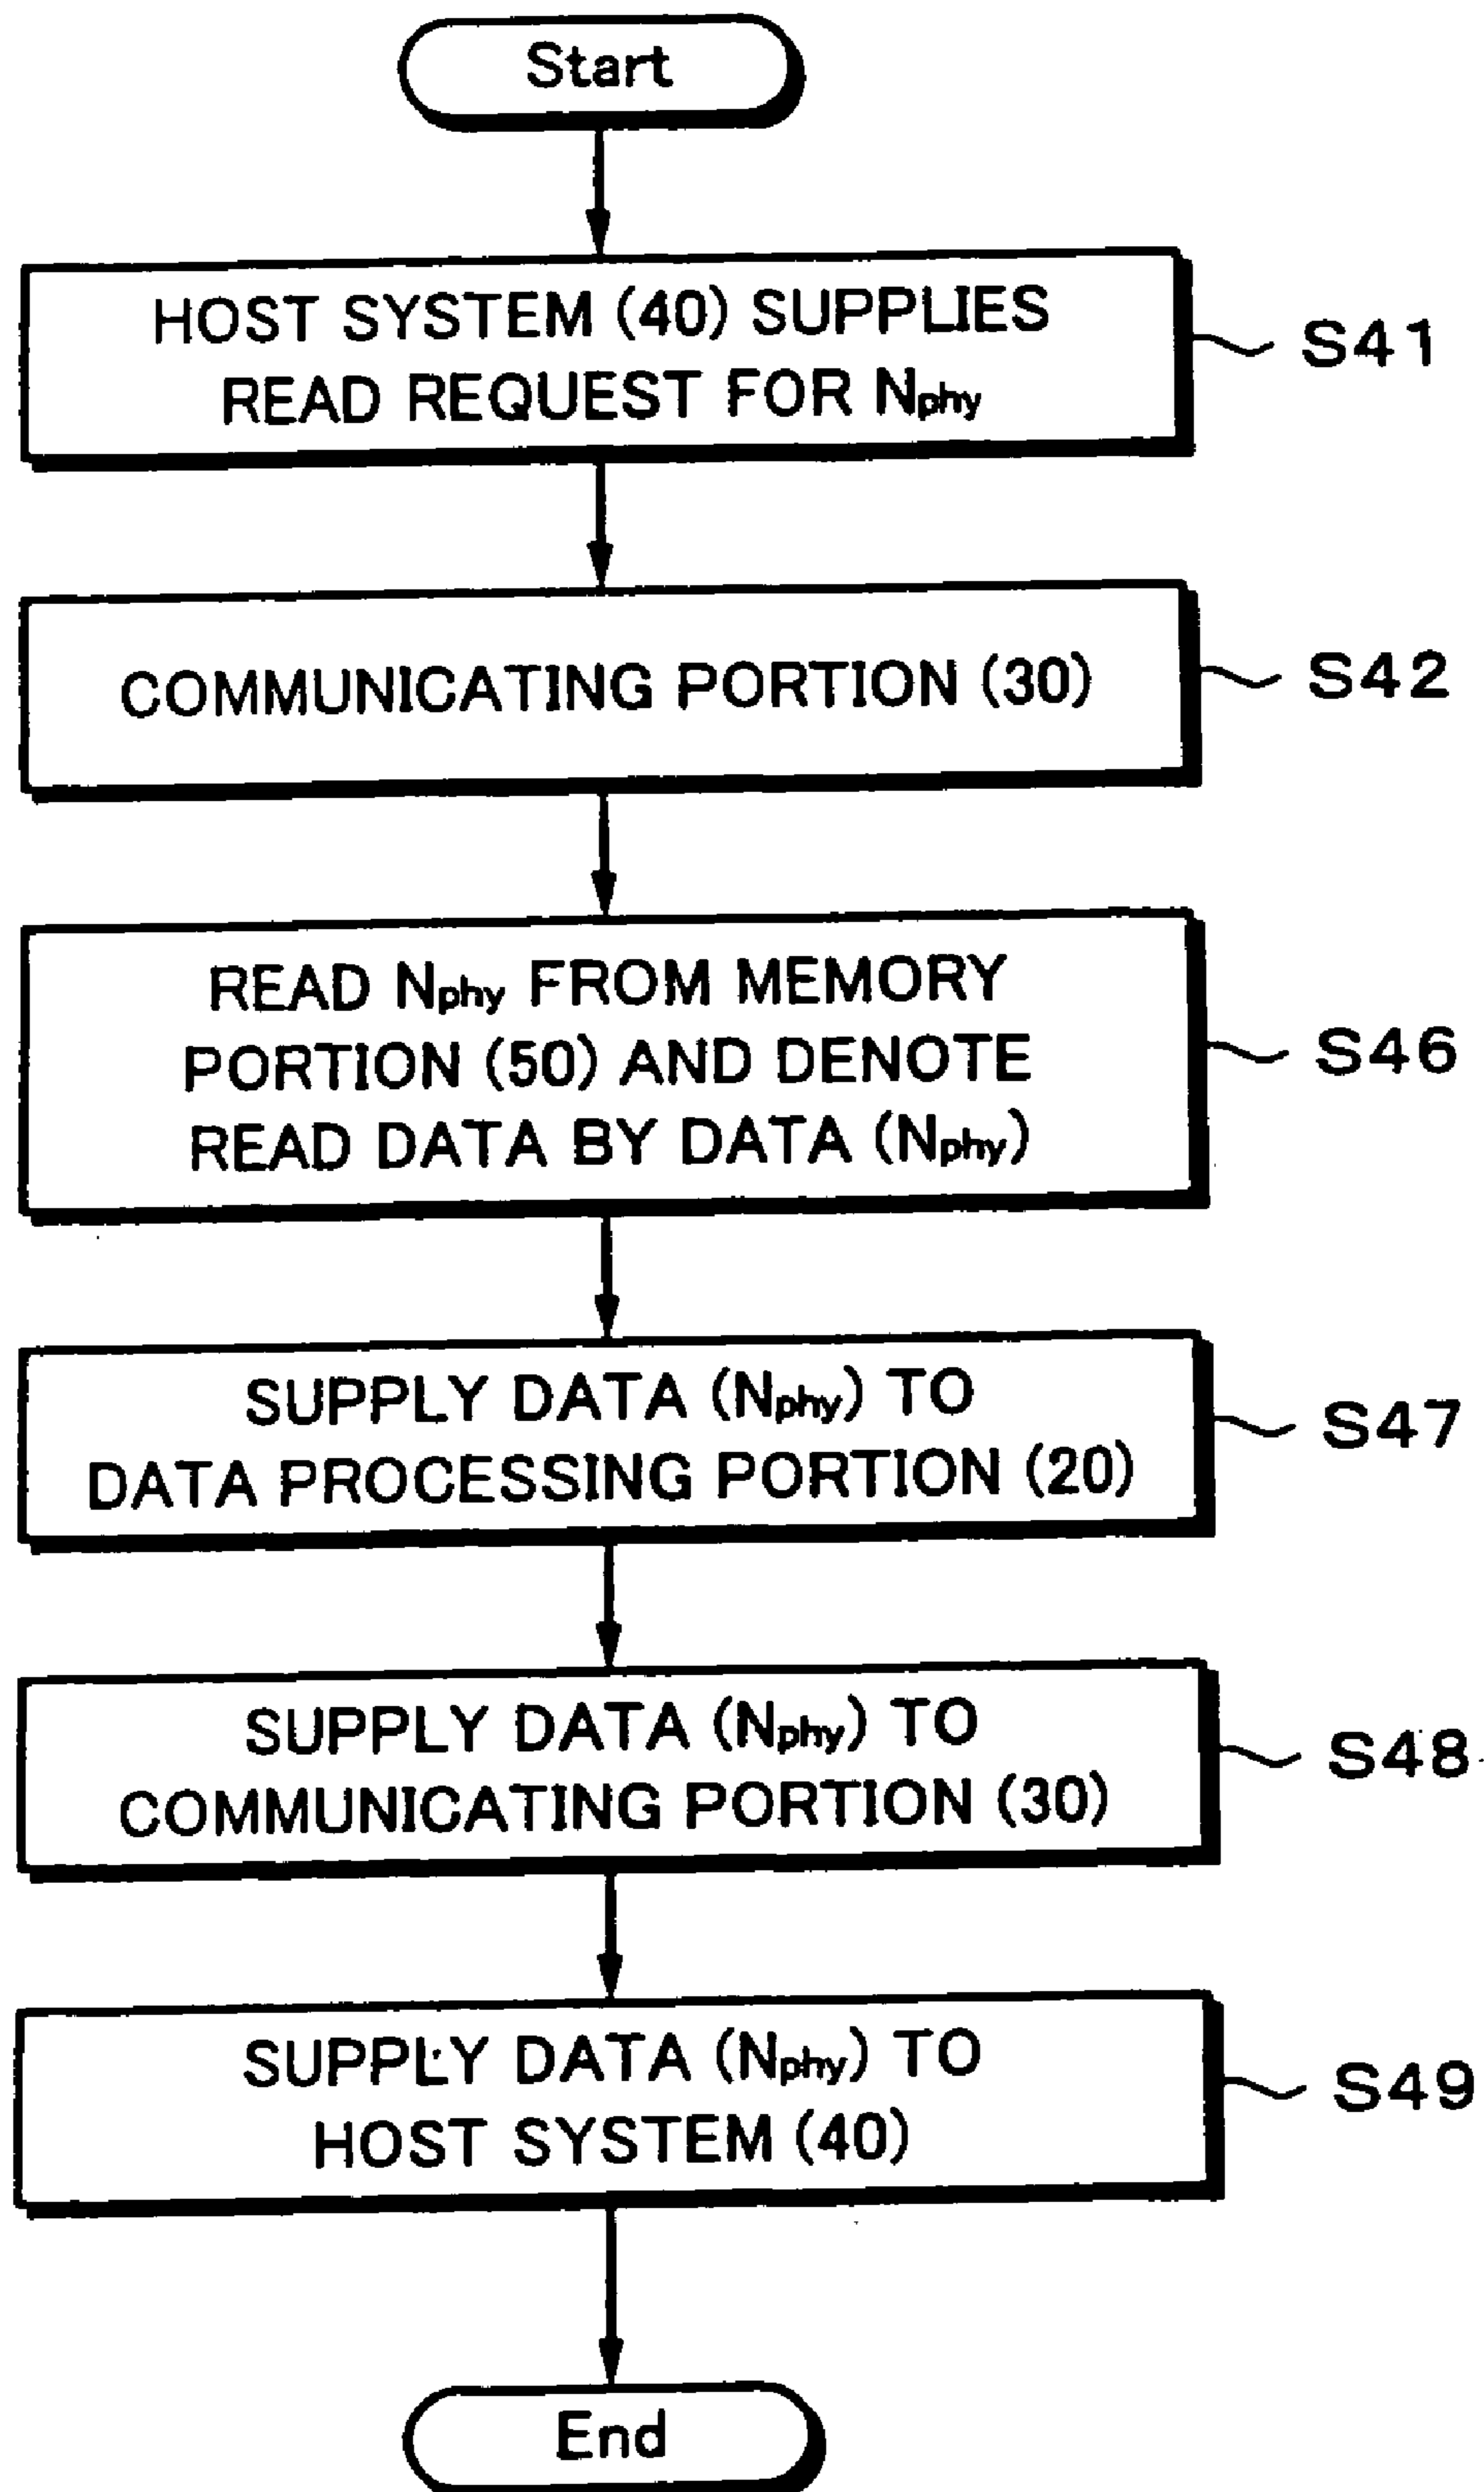 Start
HOST SYSTEM (40) SUPPLIES
READ REQUEST FOR Nphy
S41
COMMUNICATING PORTION (30)
S42
READ Nphy FROM MEMORY
PORTION (50) AND DENOTE
READ DATA BY DATA (Nphy)
S46
SUPPLY DATA (Nphy) TO
DATA PROCESSING PORTION (20)
S47
SUPPLY DATA (Nphy) TO
COMMUNICATING PORTION (30)
S48
SUPPLY DATA (Nphy) TO
HOST SYSTEM (40)
S49
End